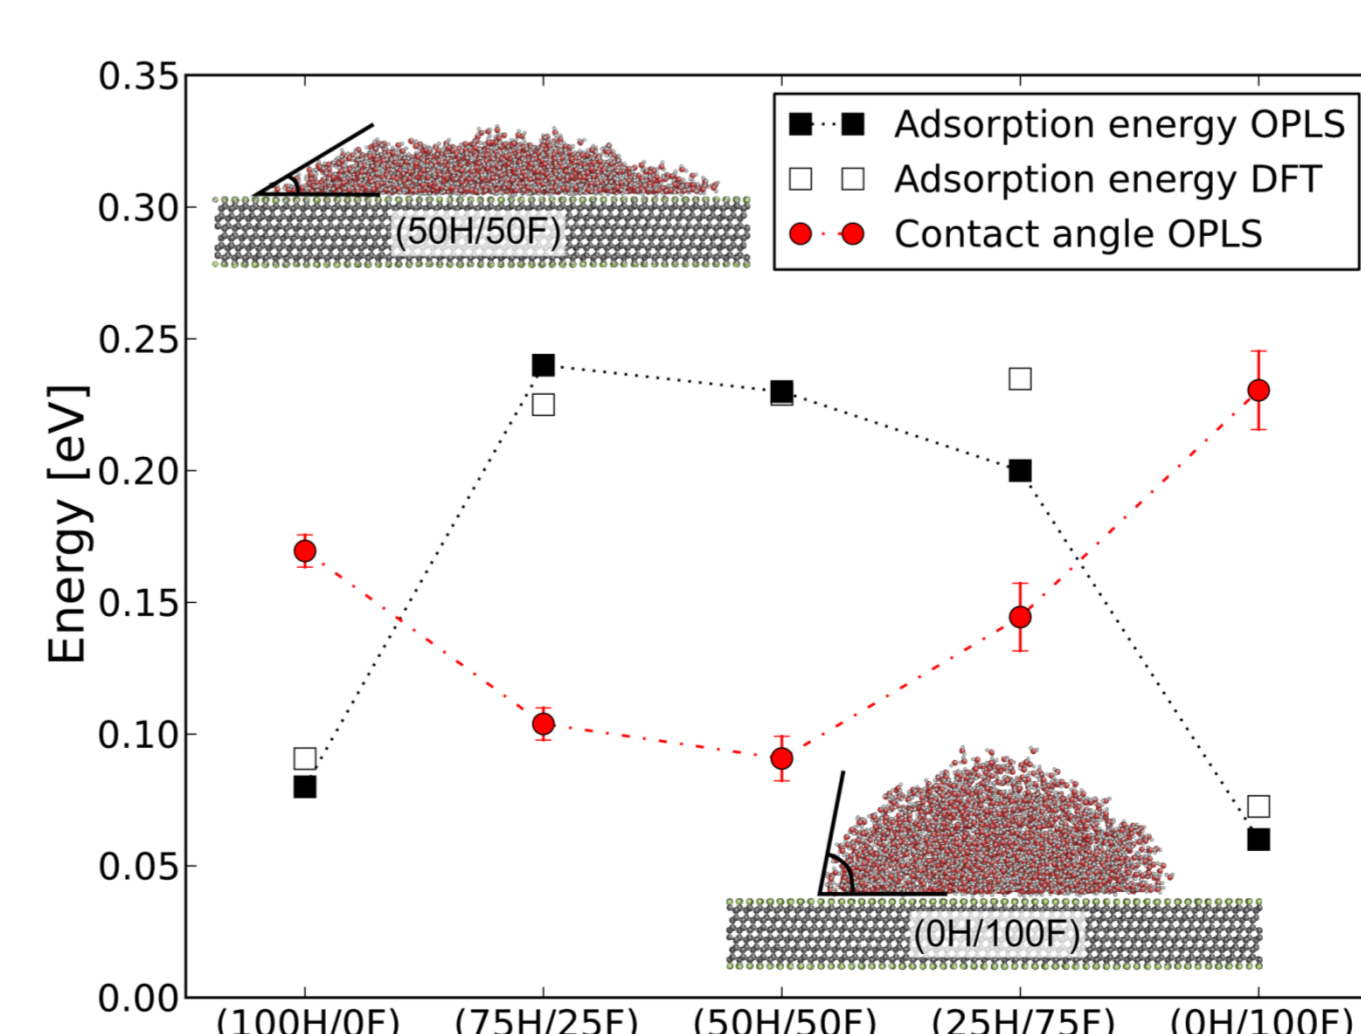 0.35
0.30
0.25
0.20
0.15
0.10
0.05
0.00
Energy [eV]
Adsorption energy OPLS
Adsorption energy DFT
Contact angle OPLS
(50H/50F)
(0H/100F)
(100H/0F) (75H/25F) (50H/50F) (25H/75F) (0H/100F)